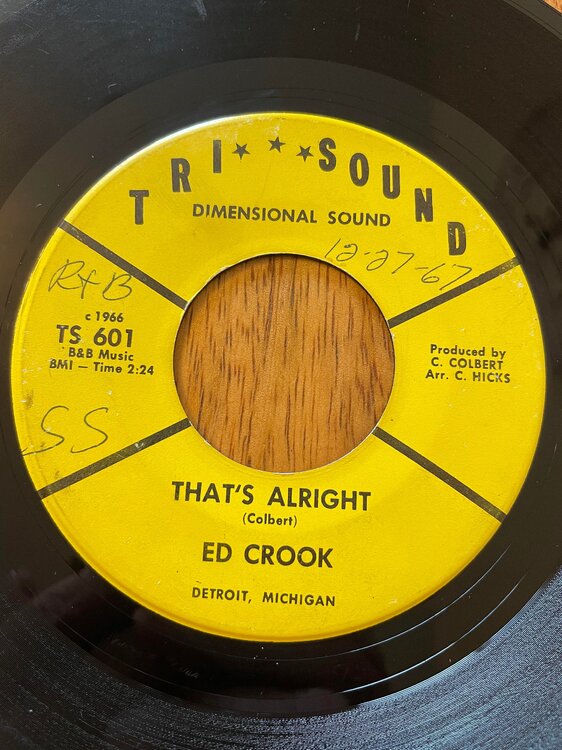 TRI★★★SOUND
DIMENSIONAL SOUND
12-27-67
R&B
c 1966
TS 601
B&B Music
BMI — Time 2:24
Produced by
C. COLBERT
Arr. C. HICKS
SS
THAT'S ALRIGHT
(Colbert)
ED CROOK
DETROIT, MICHIGAN